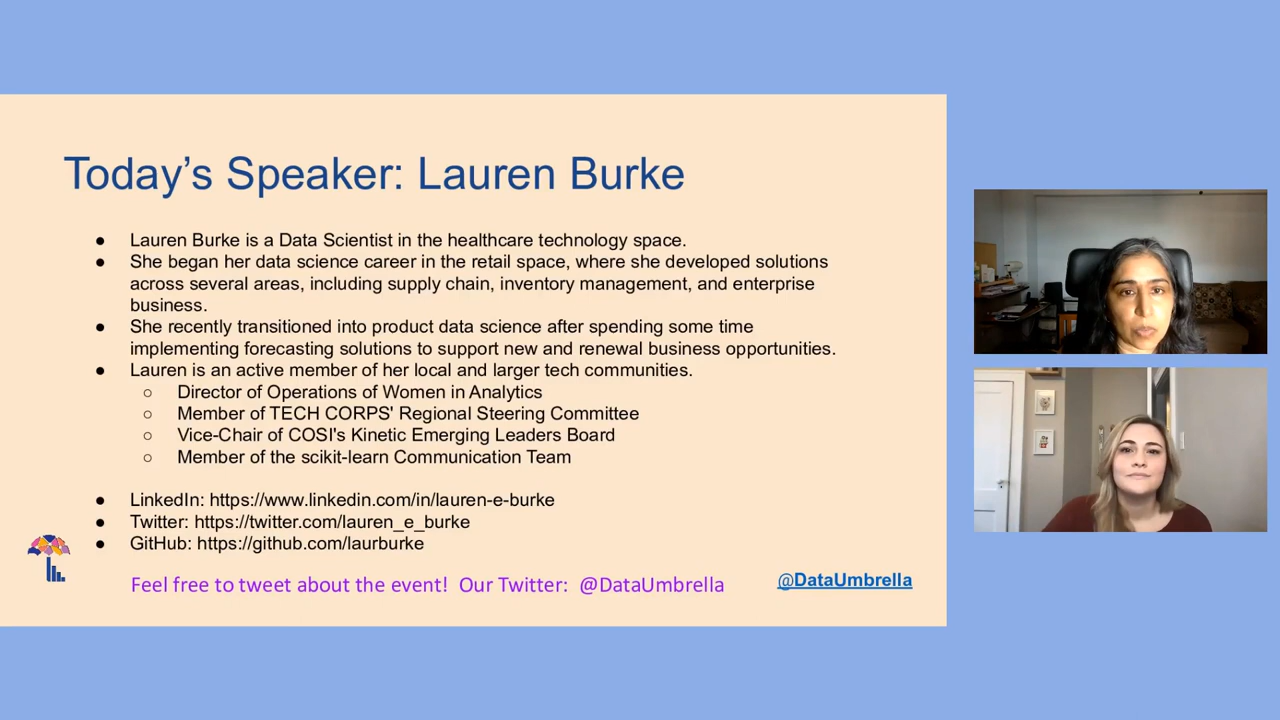 Today’s Speaker: Lauren Burke
● Lauren Burke is a Data Scientist in the healthcare technology space.
● She began her data science career in the retail space, where she developed solutions
across several areas, including supply chain, inventory management, and enterprise
business.
● She recently transitioned into product data science after spending some time
implementing forecasting solutions to support new and renewal business opportunities.
● Lauren is an active member of her local and larger tech communities.
○ Director of Operations of Women in Analytics
○ Member of TECH CORPS' Regional Steering Committee
○ Vice-Chair of COSI's Kinetic Emerging Leaders Board
○ Member of the scikit-learn Communication Team
● LinkedIn: https://www.linkedin.com/in/lauren-e-burke
● Twitter: https://twitter.com/lauren_e_burke
● GitHub: https://github.com/laurburke
Feel free to tweet about the event! Our Twitter: @DataUmbrella
@DataUmbrella